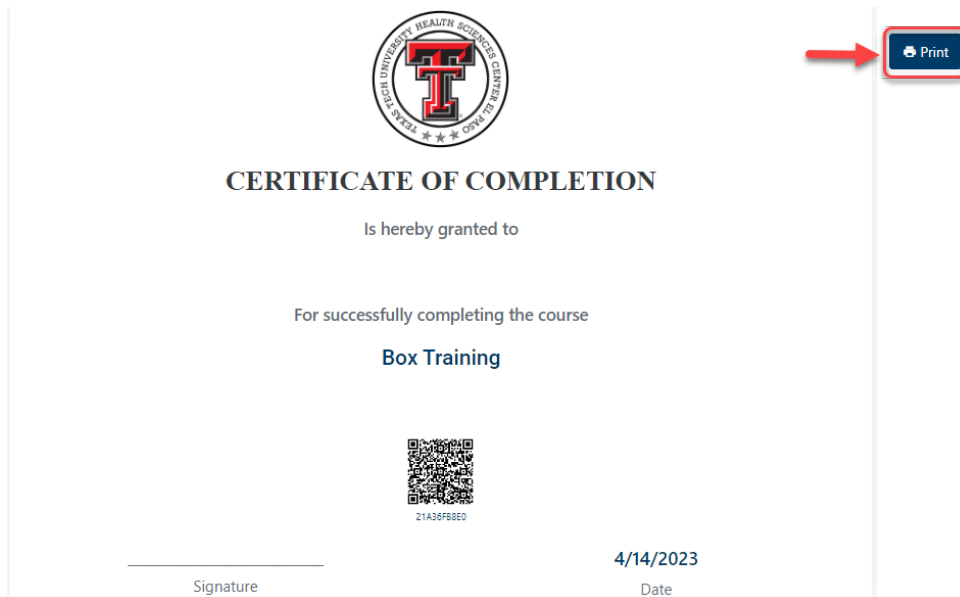 TEXAS TECH UNIVERSITY HEALTH SCIENCES CENTER EL PASO
Print
CERTIFICATE OF COMPLETION
Is hereby granted to
For successfully completing the course
Box Training
21A36FB8E0
4/14/2023
Signature
Date